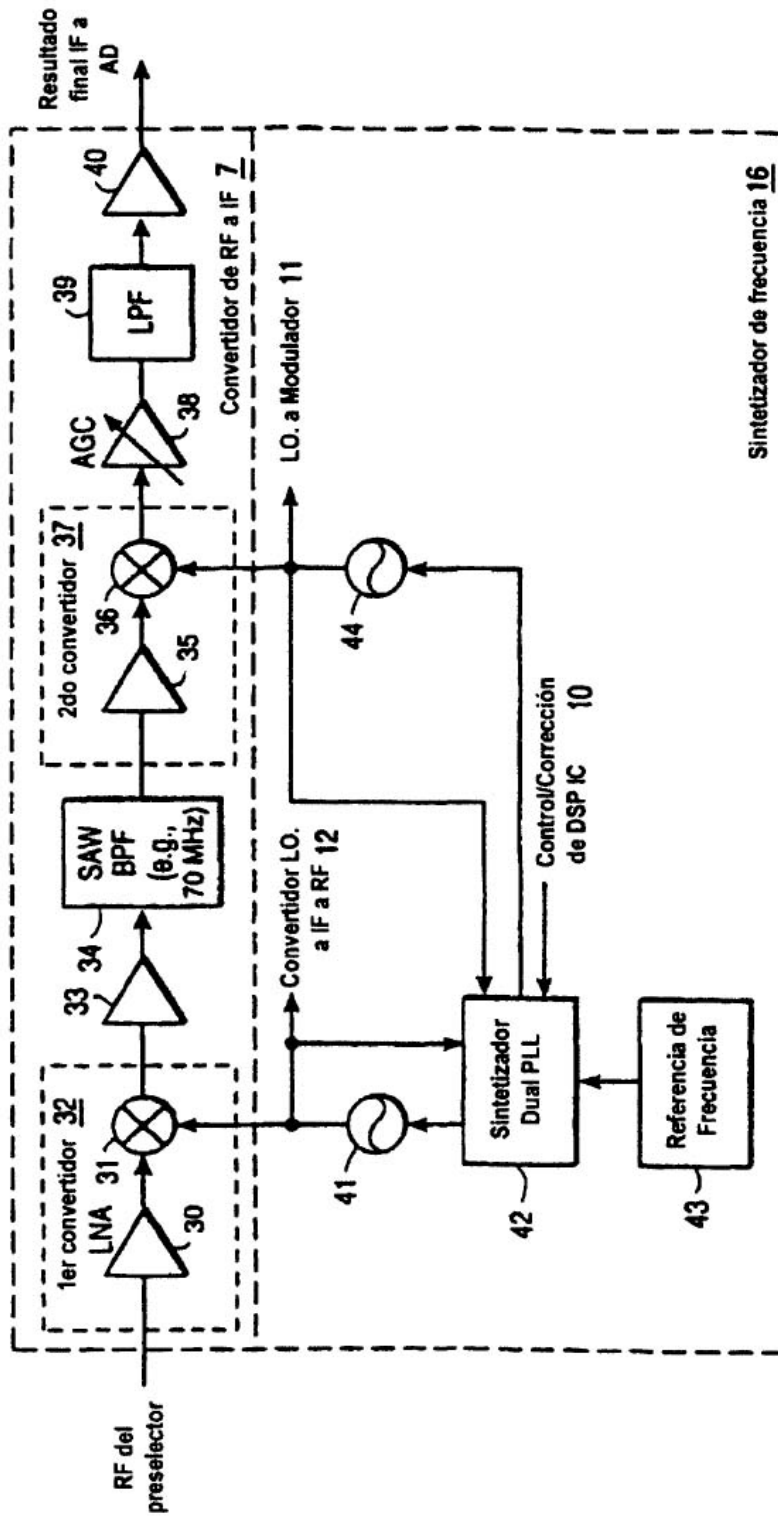 RF del
preselector
1er convertidor 32
LNA
30
31
33
34
SAW
BPF
(e.g.,
70 MHz)
2do convertidor 37
35
36
AGC
38
39
LPF
40
Resultado
final IF a
AD
Convertidor de RF a IF 7
Convertidor LO.
a IF a RF 12
LO. a Modulador 11
41
44
Sintetizador
Dual PLL
42
Control/Corrección
de DSP IC 10
Referencia de
Frecuencia
43
Sintetizador de frecuencia 16